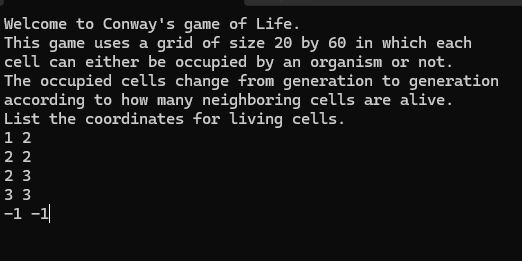 Welcome to Conway's game of Life.
This game uses a grid of size 20 by 60 in which each
cell can either be occupied by an organism or not.
The occupied cells change from generation to generation
according to how many neighboring cells are alive.
List the coordinates for living cells.
1 2
2 2
2 3
3 3
-1 -1